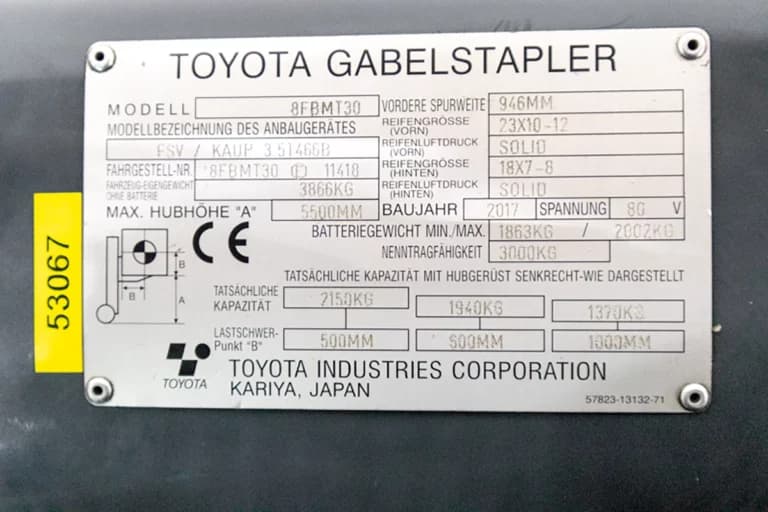 TOYOTA GABELSTAPLER
MODELL 8FBMT30 VORDERE SPURWEITE 946MM
MODELLBEZEICHNUNG DES ANBAUGERÄTES REIFENGRÖSSE (VORN) 23X10-12
FSV / KAUP 3.5T466B REIFENLUFTDRUCK (VORN) SOLID
FAHRGESTELL-NR. 8FBMT30 11418 REIFENGRÖSSE (HINTEN) 18X7-8
FAHRZEUG-EIGENGEWICHT OHNE BATTERIE 3866KG REIFENLUFTDRUCK (HINTEN) SOLID
MAX. HUBHÖHE "A" 5500MM BAUJAHR 2017 SPANNUNG 80 V
BATTERIEGEWICHT MIN./MAX. 1863KG / 2002KG
NENNTRAGFÄHIGKEIT 3000KG
B
B A
CE
TATSÄCHLICHE KAPAZITÄT MIT HUBGERÜST SENKRECHT-WIE DARGESTELLT
TATSÄCHLICHE KAPAZITÄT 2150KG 1940KG 1370KG
LASTSCHWER-Punkt "B" 500MM 600MM 1000MM
TOYOTA
TOYOTA INDUSTRIES CORPORATION
KARIYA, JAPAN
57823-13132-71
53067